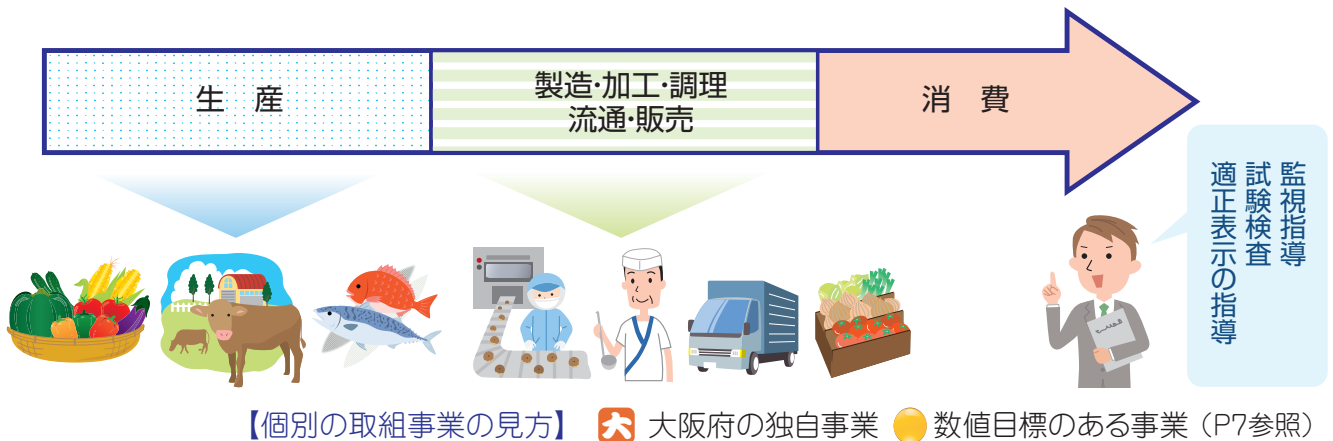 生 産
製造・加工・調理
流通・販売
消 費
監視指導
試験検査
適正表示の指導
【個別の取組事業の見方】 大 大阪府の独自事業 数値目標のある事業（P7参照）